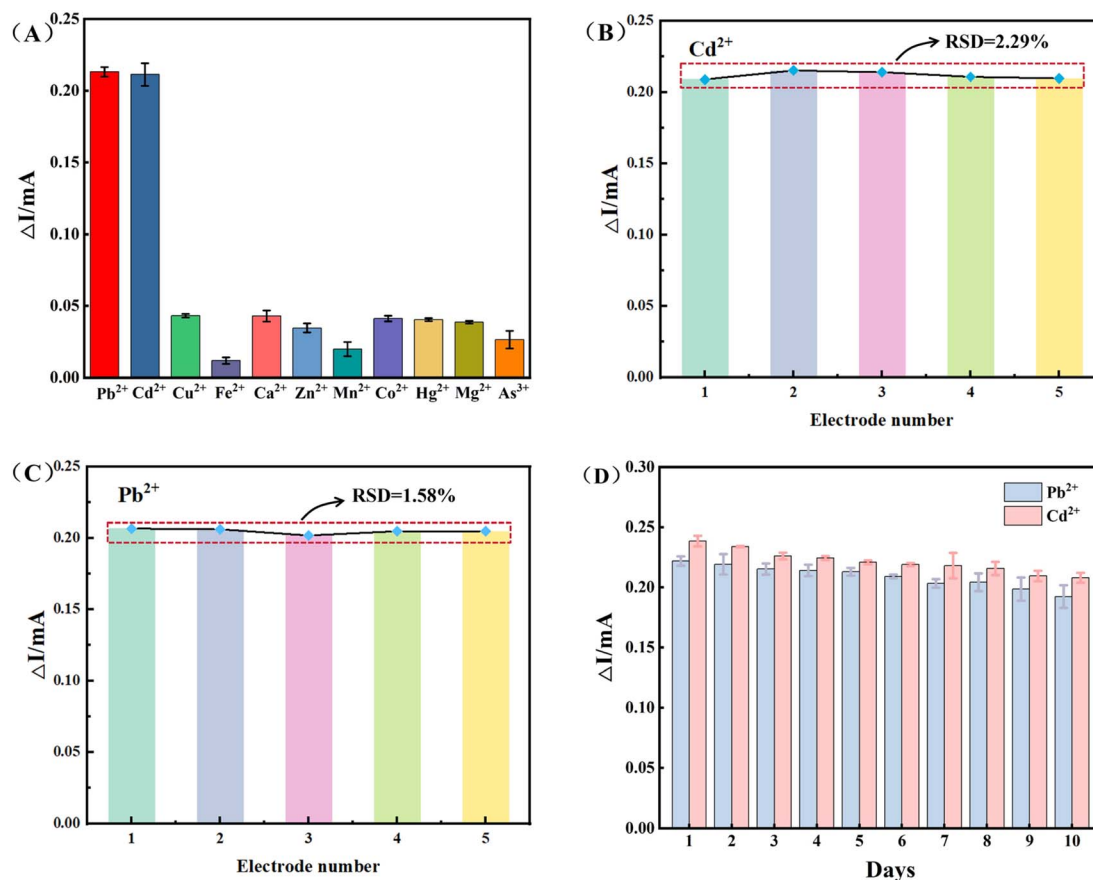 （A）
0.25
0.20
0.15
0.10
0.05
0.00
△I/mA
Pb²⁺ Cd²⁺ Cu²⁺ Fe²⁺ Ca²⁺ Zn²⁺ Mn²⁺ Co²⁺ Hg²⁺ Mg²⁺ As³⁺
（B）
Cd²⁺
RSD=2.29%
0.25
0.20
0.15
0.10
0.05
0.00
△I/mA
1 2 3 4 5
Electrode number
（C）
Pb²⁺
RSD=1.58%
0.25
0.20
0.15
0.10
0.05
0.00
△I/mA
1 2 3 4 5
Electrode number
（D）
Pb²⁺
Cd²⁺
0.30
0.25
0.20
0.15
0.10
0.05
0.00
△I/mA
1 2 3 4 5 6 7 8 9 10
Days